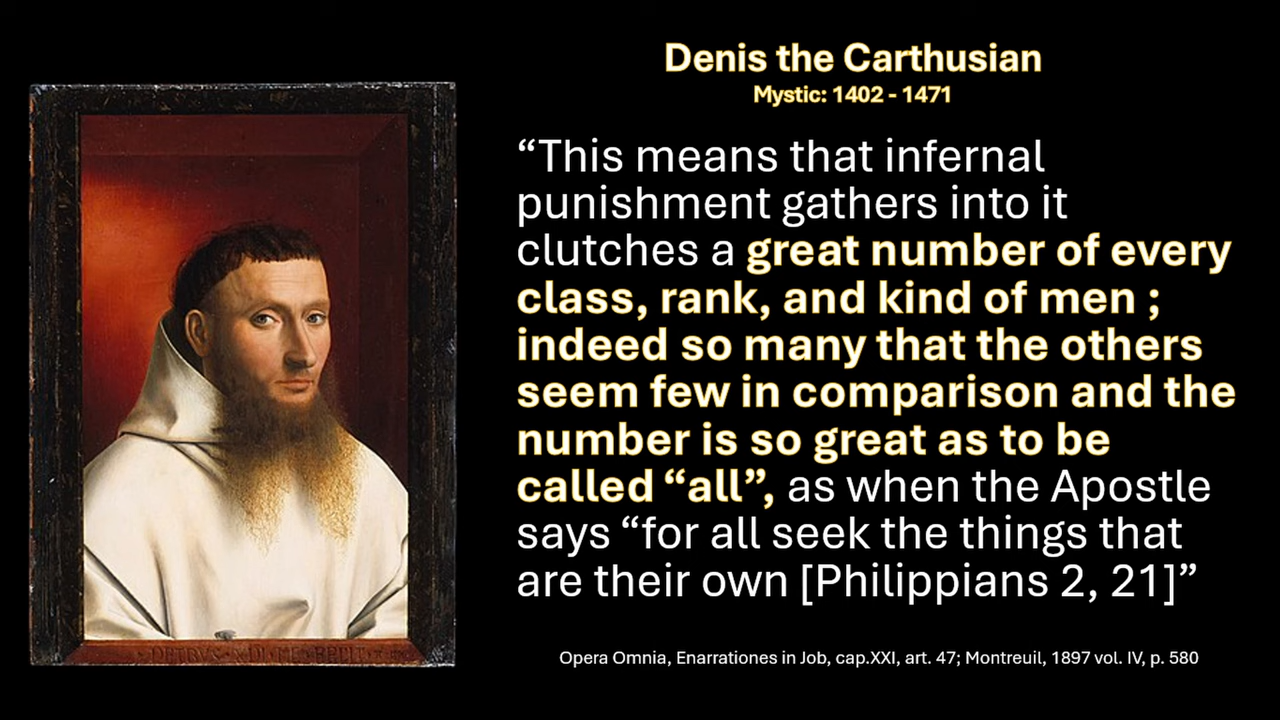 Denis the Carthusian
Mystic: 1402 - 1471
“This means that infernal
punishment gathers into it
clutches a great number of every
class, rank, and kind of men ;
indeed so many that the others
seem few in comparison and the
number is so great as to be
called “all”, as when the Apostle
says “for all seek the things that
are their own [Philippians 2, 21]”
Opera Omnia, Enarrationes in Job, cap.XXI, art. 47; Montreuil, 1897 vol. IV, p. 580